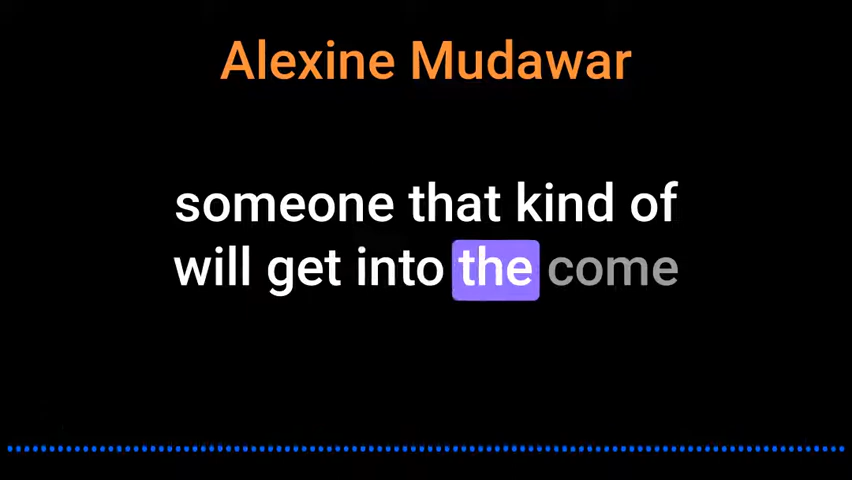 Alexine Mudawar
someone that kind of
will get into the come